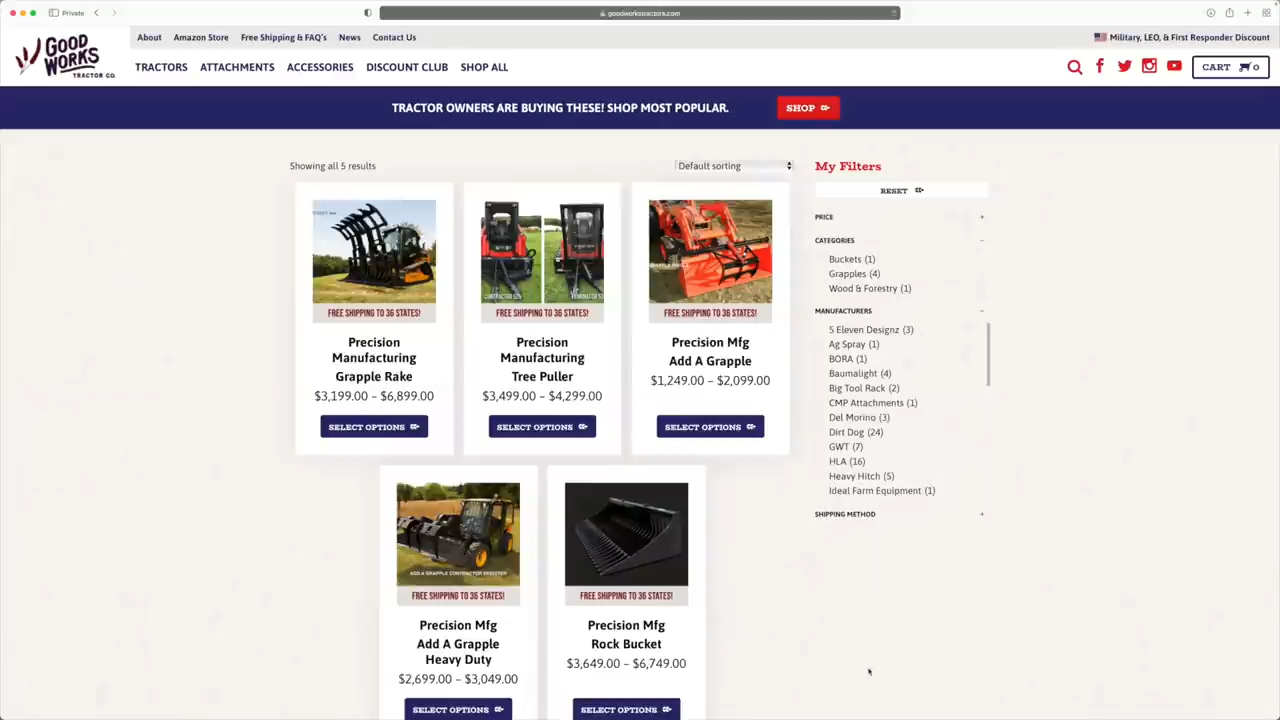 Private
goodworkstractors.com
About
Amazon Store
Free Shipping & FAQ's
News
Contact Us
Military, LEO, & First Responder Discount
GOOD
WORKS
TRACTOR CO.
TRACTORS
ATTACHMENTS
ACCESSORIES
DISCOUNT CLUB
SHOP ALL
CART 0
TRACTOR OWNERS ARE BUYING THESE! SHOP MOST POPULAR.
SHOP
Showing all 5 results
Default sorting
FREE SHIPPING TO 36 STATES!
Precision
Manufacturing
Grapple Rake
$3,199.00 – $6,899.00
SELECT OPTIONS
FREE SHIPPING TO 36 STATES!
Precision
Manufacturing
Tree Puller
$3,499.00 – $4,299.00
SELECT OPTIONS
FREE SHIPPING TO 36 STATES!
Precision Mfg
Add A Grapple
$1,249.00 – $2,099.00
SELECT OPTIONS
ADD A GRAPPLE CONTRACTOR SKIDSTER
FREE SHIPPING TO 36 STATES!
Precision Mfg
Add A Grapple
Heavy Duty
$2,699.00 – $3,049.00
SELECT OPTIONS
FREE SHIPPING TO 36 STATES!
Precision Mfg
Rock Bucket
$3,649.00 – $6,749.00
SELECT OPTIONS
My Filters
RESET
PRICE +
CATEGORIES −
Buckets (1)
Grapples (4)
Wood & Forestry (1)
MANUFACTURERS −
5 Eleven Designz (3)
Ag Spray (1)
BORA (1)
Baumalight (4)
Big Tool Rack (2)
CMP Attachments (1)
Del Morino (3)
Dirt Dog (24)
GWT (7)
HLA (16)
Heavy Hitch (5)
Ideal Farm Equipment (1)
SHIPPING METHOD +